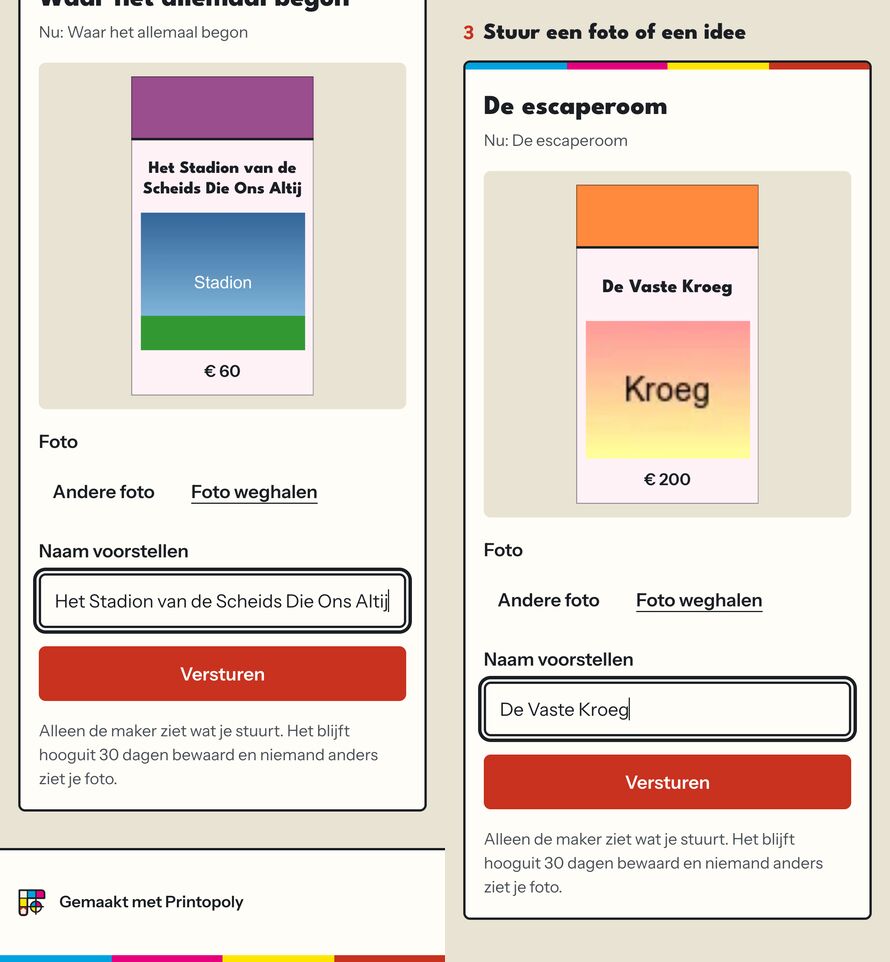 Waar het allemaal begon
Nu: Waar het allemaal begon
Het Stadion van de
Scheids Die Ons Altij
Stadion
€ 60
Foto
Andere foto
Foto weghalen
Naam voorstellen
Het Stadion van de Scheids Die Ons Altij
Versturen
Alleen de maker ziet wat je stuurt. Het blijft
hooguit 30 dagen bewaard en niemand anders
ziet je foto.
Gemaakt met Printopoly
3 Stuur een foto of een idee
De escaperoom
Nu: De escaperoom
De Vaste Kroeg
Kroeg
€ 200
Foto
Andere foto
Foto weghalen
Naam voorstellen
De Vaste Kroeg
Versturen
Alleen de maker ziet wat je stuurt. Het blijft
hooguit 30 dagen bewaard en niemand anders
ziet je foto.